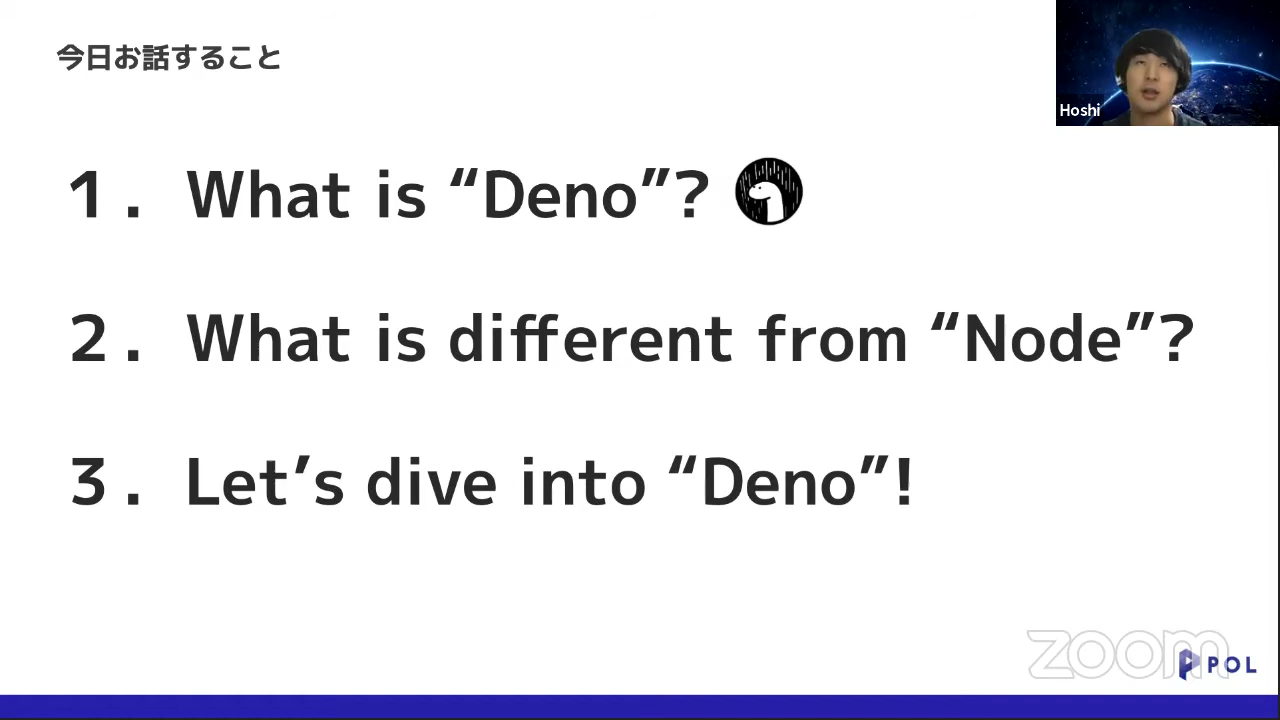 今日お話すること
Hoshi
１．What is “Deno”?
２．What is different from “Node”?
３．Let’s dive into “Deno”!
zoom
POL